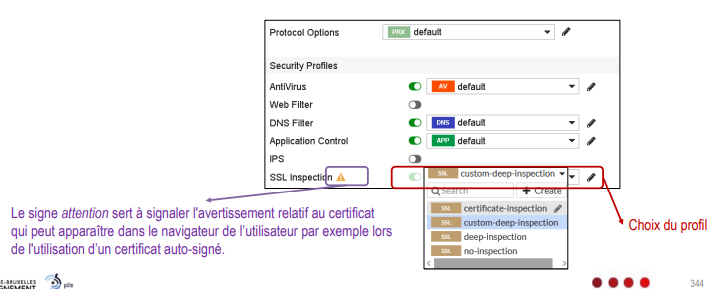 Protocol Options PRX default
Security Profiles
AntiVirus AV default
Web Filter
DNS Filter DNS default
Application Control APP default
IPS
SSL Inspection SSL custom-deep-inspection
Search + Create
SSL certificate-inspection
SSL custom-deep-inspection
SSL deep-inspection
SSL no-inspection
Choix du profil
Le signe attention sert à signaler l'avertissement relatif au certificat
qui peut apparaître dans le navigateur de l'utilisateur par exemple lors
de l'utilisation d'un certificat auto-signé.
E-BRUXELLES
GNEMENT
pôle
344